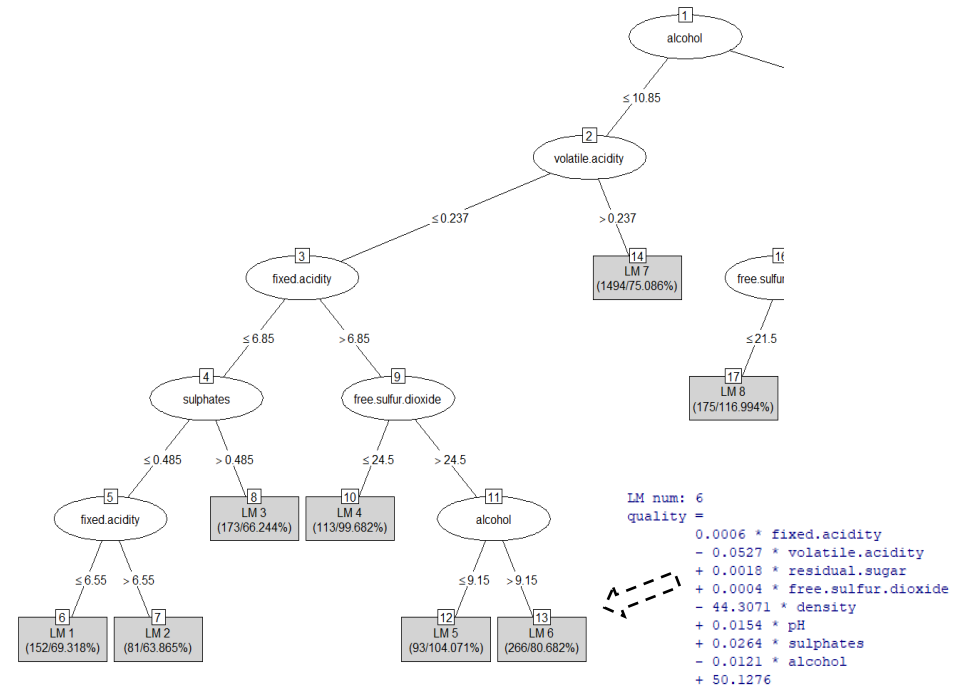 1
alcohol
≤ 10.85
2
volatile.acidity
≤ 0.237
> 0.237
3
fixed.acidity
14
LM 7
(1494/75.086%)
16
free.sulfur
≤ 6.85
> 6.85
≤ 21.5
4
sulphates
9
free.sulfur.dioxide
17
LM 8
(175/116.994%)
≤ 0.485
> 0.485
≤ 24.5
> 24.5
5
fixed.acidity
8
LM 3
(173/66.244%)
10
LM 4
(113/99.682%)
11
alcohol
≤ 6.55
> 6.55
≤ 9.15
> 9.15
6
LM 1
(152/69.318%)
7
LM 2
(81/63.865%)
12
LM 5
(93/104.071%)
13
LM 6
(266/80.682%)
LM num: 6
quality =
0.0006 * fixed.acidity
- 0.0527 * volatile.acidity
+ 0.0018 * residual.sugar
+ 0.0004 * free.sulfur.dioxide
- 44.3071 * density
+ 0.0154 * pH
+ 0.0264 * sulphates
- 0.0121 * alcohol
+ 50.1276